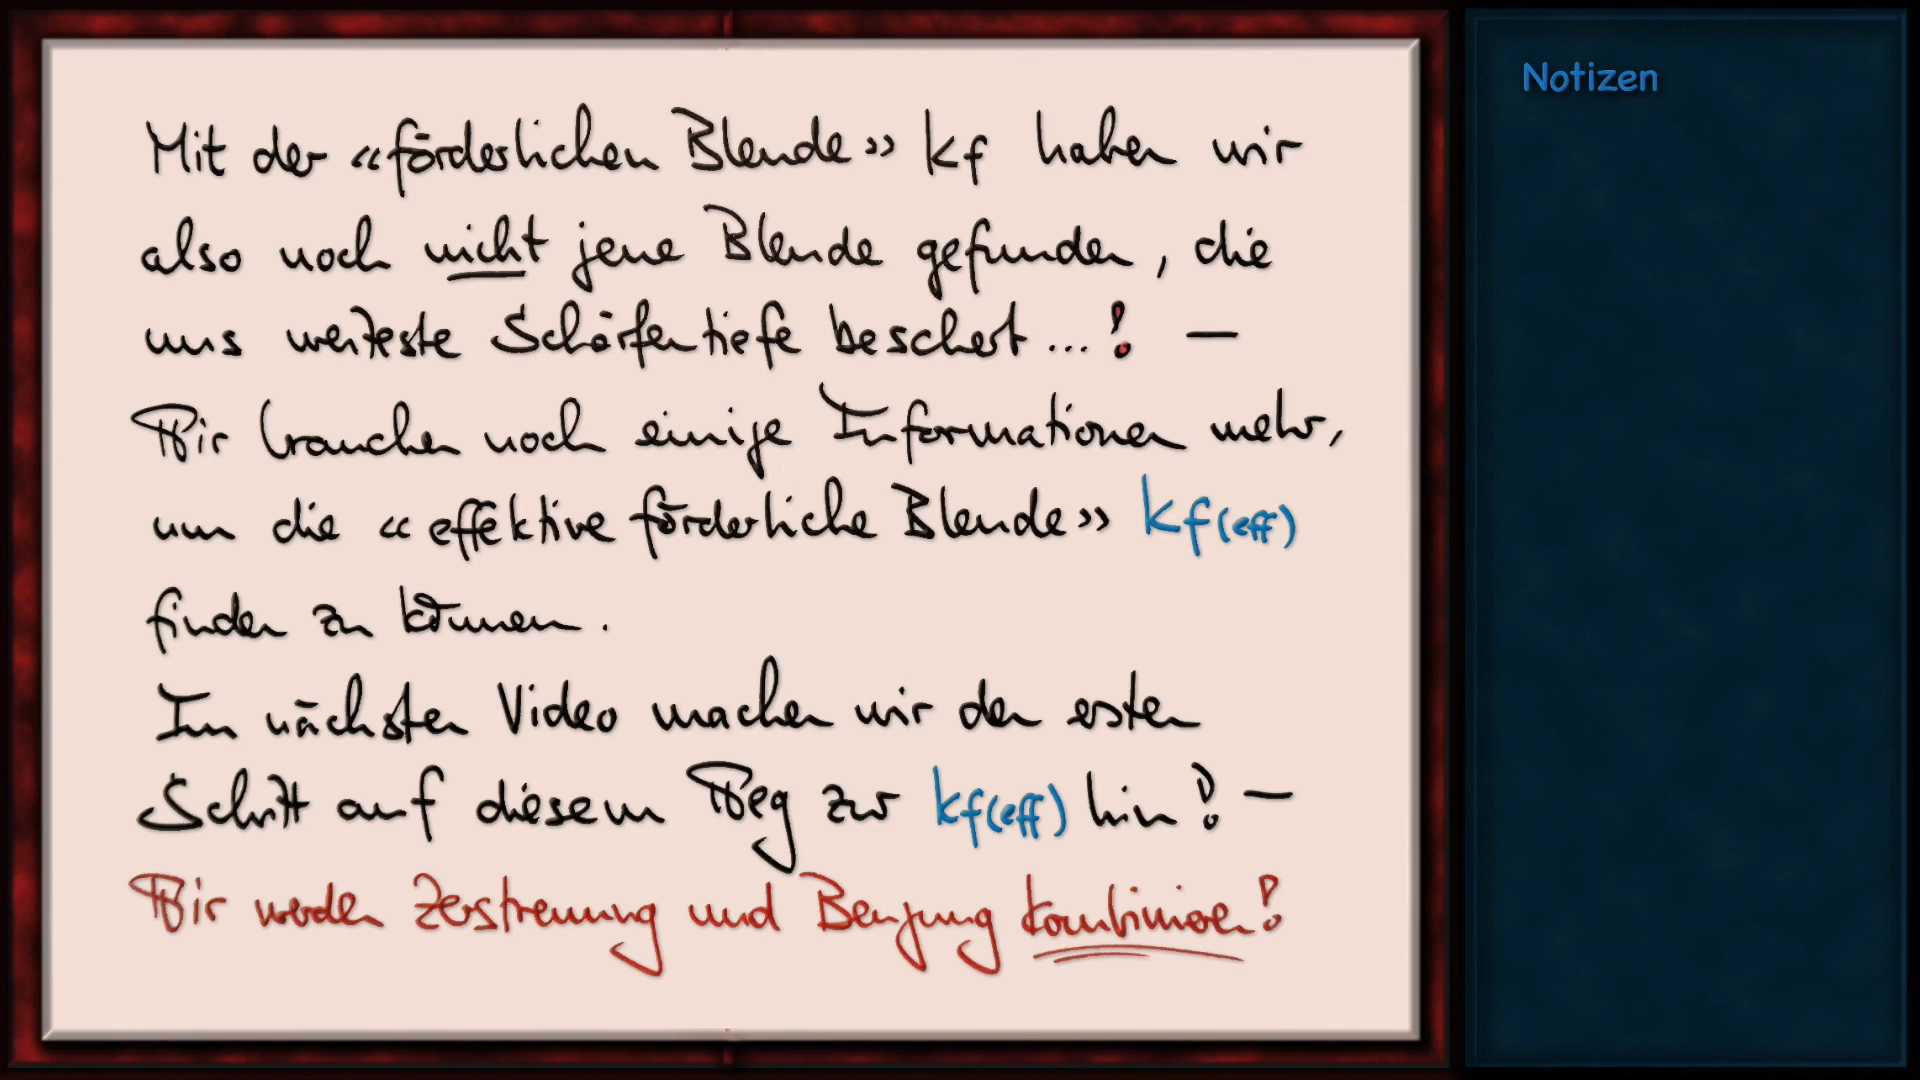 Mit der «förderlichen Blende» kf haben wir
also noch nicht jene Blende gefunden, die
uns weiteste Schärfentiefe beschert...! —
Wir brauchen noch einige Informationen mehr,
um die «effektive förderliche Blende» kf(eff)
finden zu können.
Im nächsten Video machen wir den ersten
Schritt auf diesem Weg zur kf(eff) hin! —
Wir werden Zerstreuung und Beugung kombinieren!
Notizen